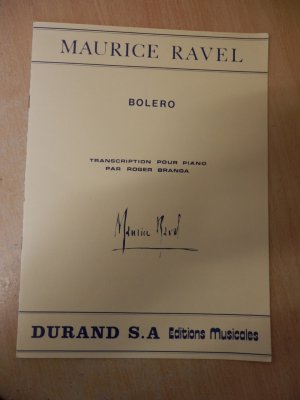 MAURICE RAVEL
BOLERO
TRANSCRIPTION POUR PIANO
PAR ROGER BRANGA
Maurice Ravel
DURAND S.A Editions Musicales